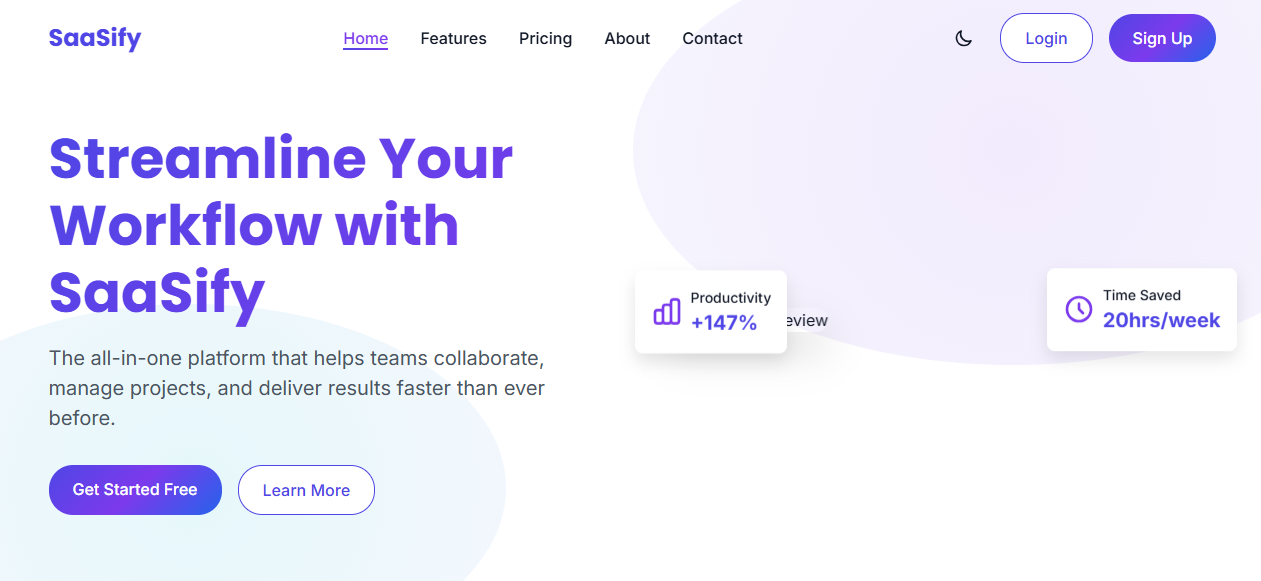 SaaSify
Home Features Pricing About Contact
Login
Sign Up
Streamline Your
Workflow with
SaaSify
The all-in-one platform that helps teams collaborate,
manage projects, and deliver results faster than ever
before.
Get Started Free
Learn More
Productivity
+147%
eview
Time Saved
20hrs/week